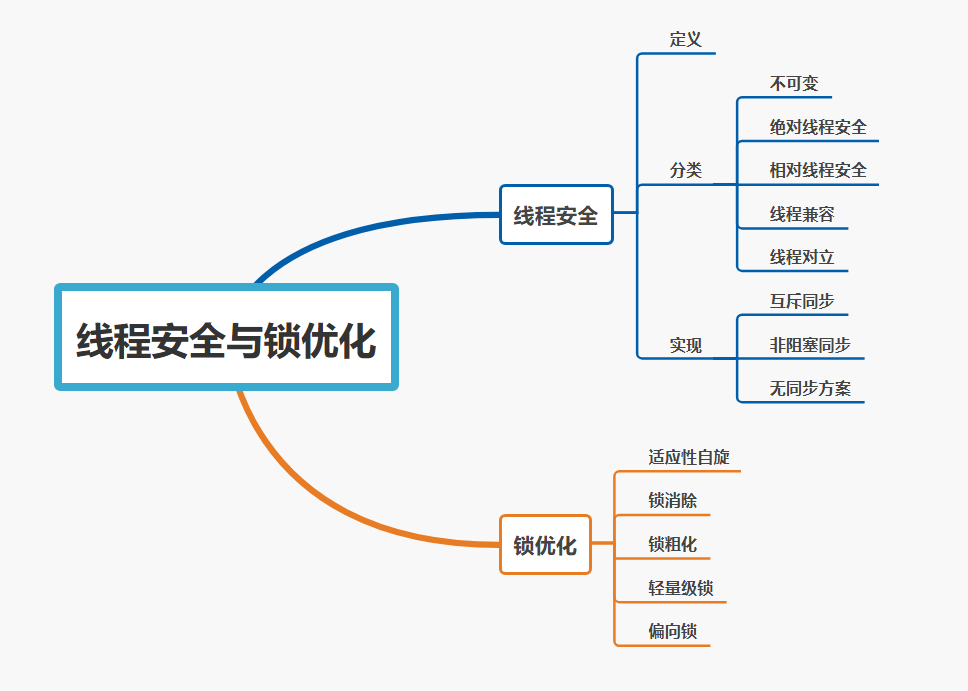 线程安全与锁优化
线程安全
定义
分类
不可变
绝对线程安全
相对线程安全
线程兼容
线程对立
实现
互斥同步
非阻塞同步
无同步方案
锁优化
适应性自旋
锁消除
锁粗化
轻量级锁
偏向锁